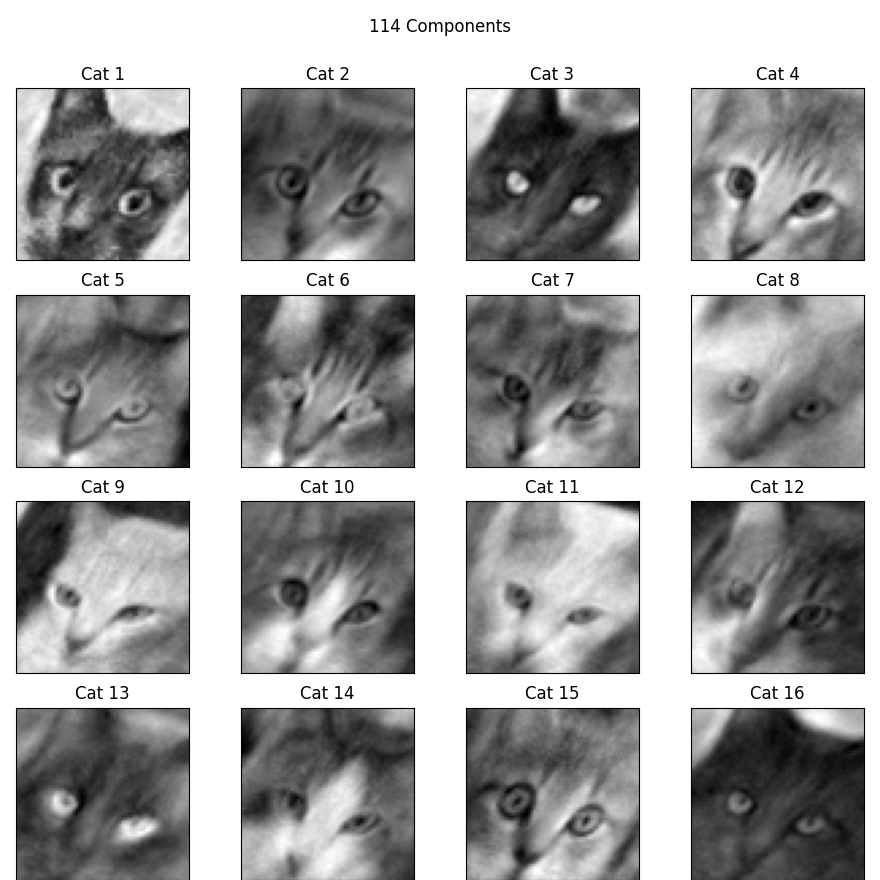 114 Components
Cat 1
Cat 2
Cat 3
Cat 4
Cat 5
Cat 6
Cat 7
Cat 8
Cat 9
Cat 10
Cat 11
Cat 12
Cat 13
Cat 14
Cat 15
Cat 16